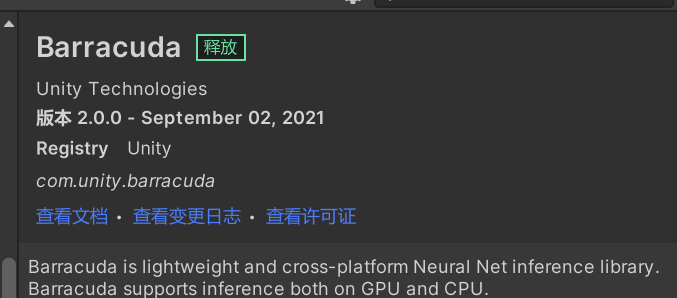 Barracuda 释放
Unity Technologies
版本 2.0.0 - September 02, 2021
Registry Unity
com.unity.barracuda
查看文档 • 查看变更日志 • 查看许可证
Barracuda is lightweight and cross-platform Neural Net inference library.
Barracuda supports inference both on GPU and CPU.